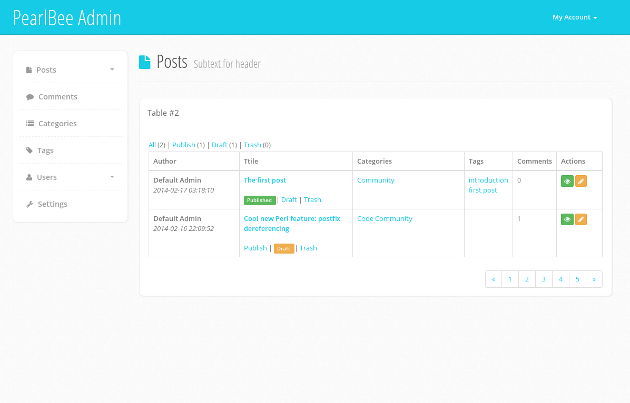 PearlBee Admin
My Account
Posts
Comments
Categories
Tags
Users
Settings
Posts Subtext for header
Table #2
All (2) | Publish (1) | Draft (1) | Trash (0)
Author Ttile Categories Tags Comments Actions
Default Admin The first post Community introduction 0
2014-02-17 03:18:10 first post
Published | Draft | Trash
Default Admin Cool new Perl feature: postfix Code Community 1
2014-02-16 22:09:52 dereferencing
Publish | Draft | Trash
« 1 2 3 4 5 »